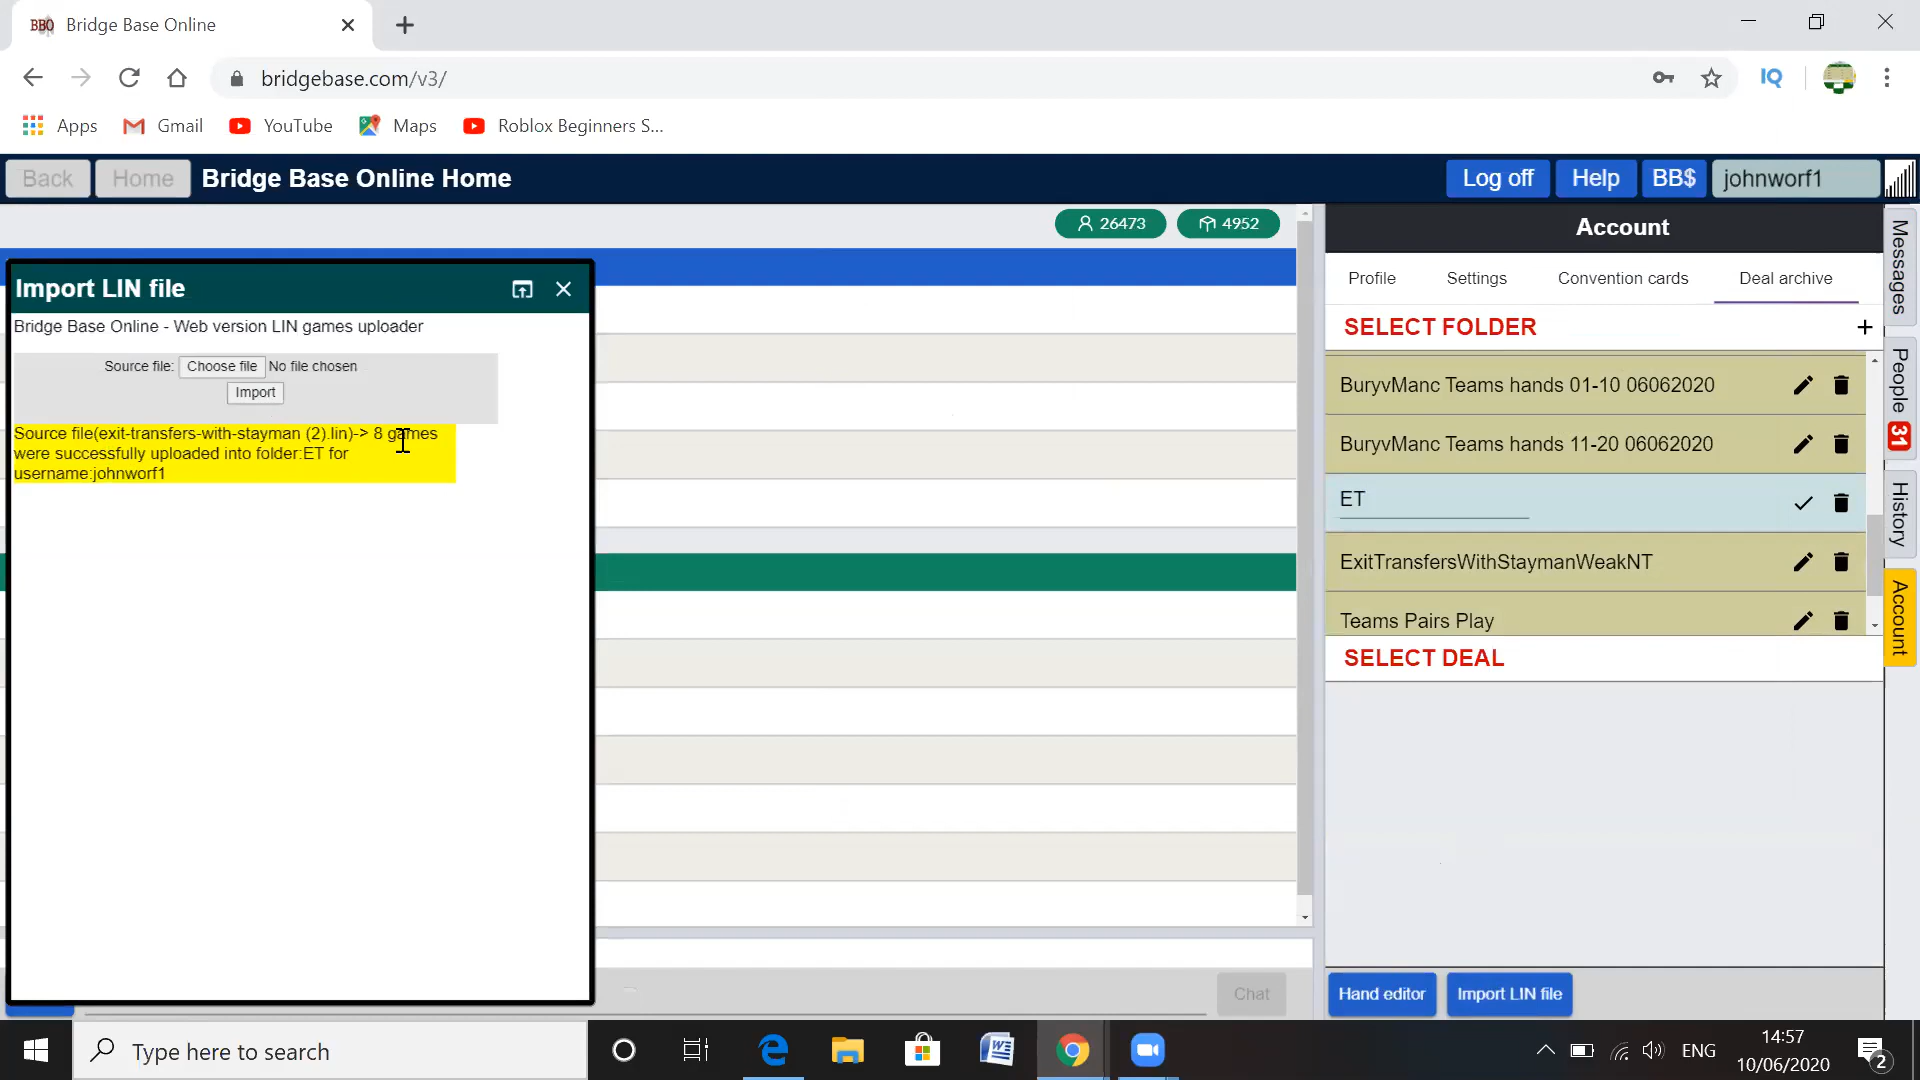 BBO Bridge Base Online
bridgebase.com/v3/
IQ
Apps Gmail YouTube Maps Roblox Beginners S...
Back Home Bridge Base Online Home Log off Help BB$ johnworf1
26473 4952
Import LIN file
Bridge Base Online - Web version LIN games uploader
Source file: Choose file No file chosen
Import
Source file(exit-transfers-with-stayman (2).lin)-> 8 games
were successfully uploaded into folder:ET for
username:johnworf1
Chat
Account
Profile Settings Convention cards Deal archive
SELECT FOLDER +
BuryvManc Teams hands 01-10 06062020
BuryvManc Teams hands 11-20 06062020
ET
ExitTransfersWithStaymanWeakNT
Teams Pairs Play
SELECT DEAL
Hand editor Import LIN file
Messages
People 31
History
Account
Type here to search
ENG
14:57
10/06/2020
2